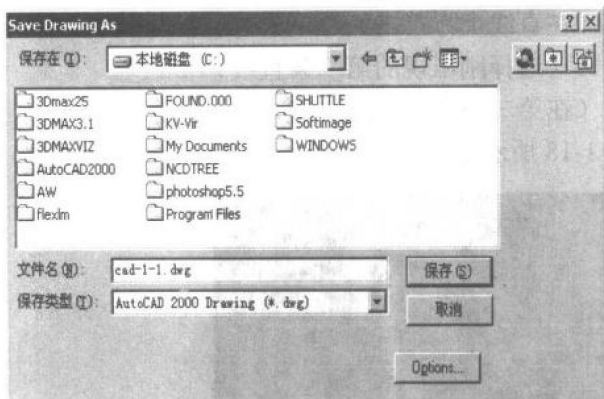 Save Drawing As
保存在(I): 本地磁盘 (C:)
3Dmax25 FOUND.000 SHUTTLE
3DMAX3.1 KV-Vir Softimage
3DMAXVIZ My Documents WINDOWS
AutoCAD2000 NCDTREE
AW photoshop5.5
flexlm Program Files
文件名(N): cad-1-1.dwg 保存(S)
保存类型(T): AutoCAD 2000 Drawing (*.dwg) 取消
Options...